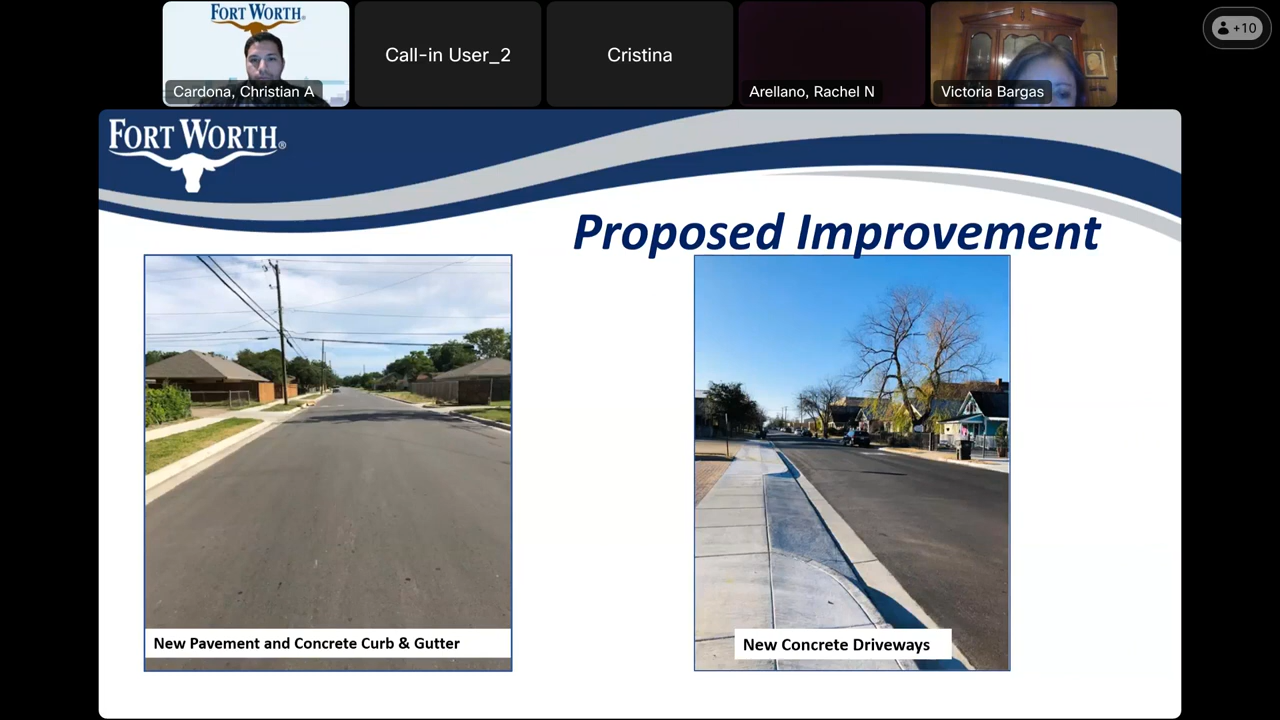 FORT WORTH
Cardona, Christian A
Call-in User_2
Cristina
Arellano, Rachel N
Victoria Bargas
+10
FORT WORTH®
Proposed Improvement
New Pavement and Concrete Curb & Gutter
New Concrete Driveways